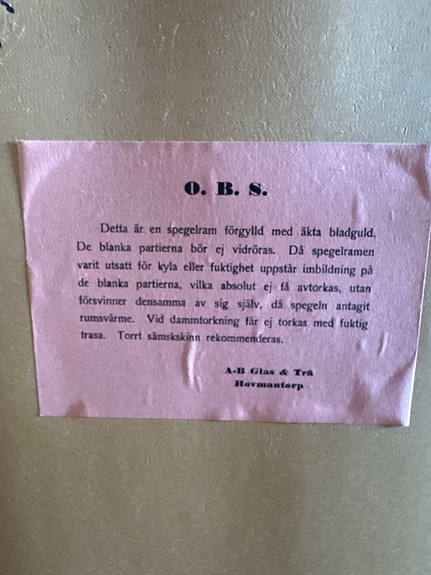 O. B. S.
Detta är en spegelram förgylld med äkta bladguld.
De blanka partierna bör ej vidröras. Då spegelramen
varit utsatt för kyla eller fuktighet uppstår imbildning på
de blanka partierna, vilka absolut ej få avtorkas, utan
försvinner densamma av sig själv, då spegeln antagit
rumsvärme. Vid dammtorkning får ej torkas med fuktig
trasa. Torrt sämskskinn rekommenderas.
A-B Glas & Trä
Hovmantorp